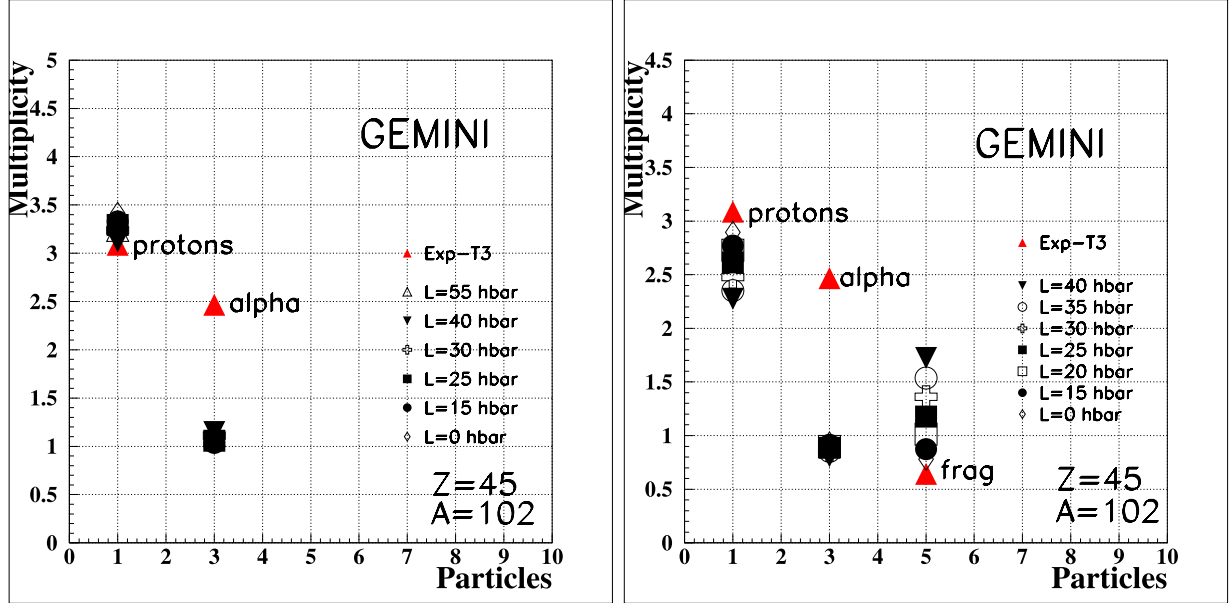 Multiplicity
5
4.5
4
3.5
3
2.5
2
1.5
1
0.5
0
GEMINI
protons
alpha
Exp-T3
L=55 hbar
L=40 hbar
L=30 hbar
L=25 hbar
L=15 hbar
L=0 hbar
Z=45
A=102
0 1 2 3 4 5 6 7 8 9 10
Particles
Multiplicity
4.5
4
3.5
3
2.5
2
1.5
1
0.5
0
GEMINI
protons
alpha
frag
Exp-T3
L=40 hbar
L=35 hbar
L=30 hbar
L=25 hbar
L=20 hbar
L=15 hbar
L=0 hbar
Z=45
A=102
0 1 2 3 4 5 6 7 8 9 10
Particles